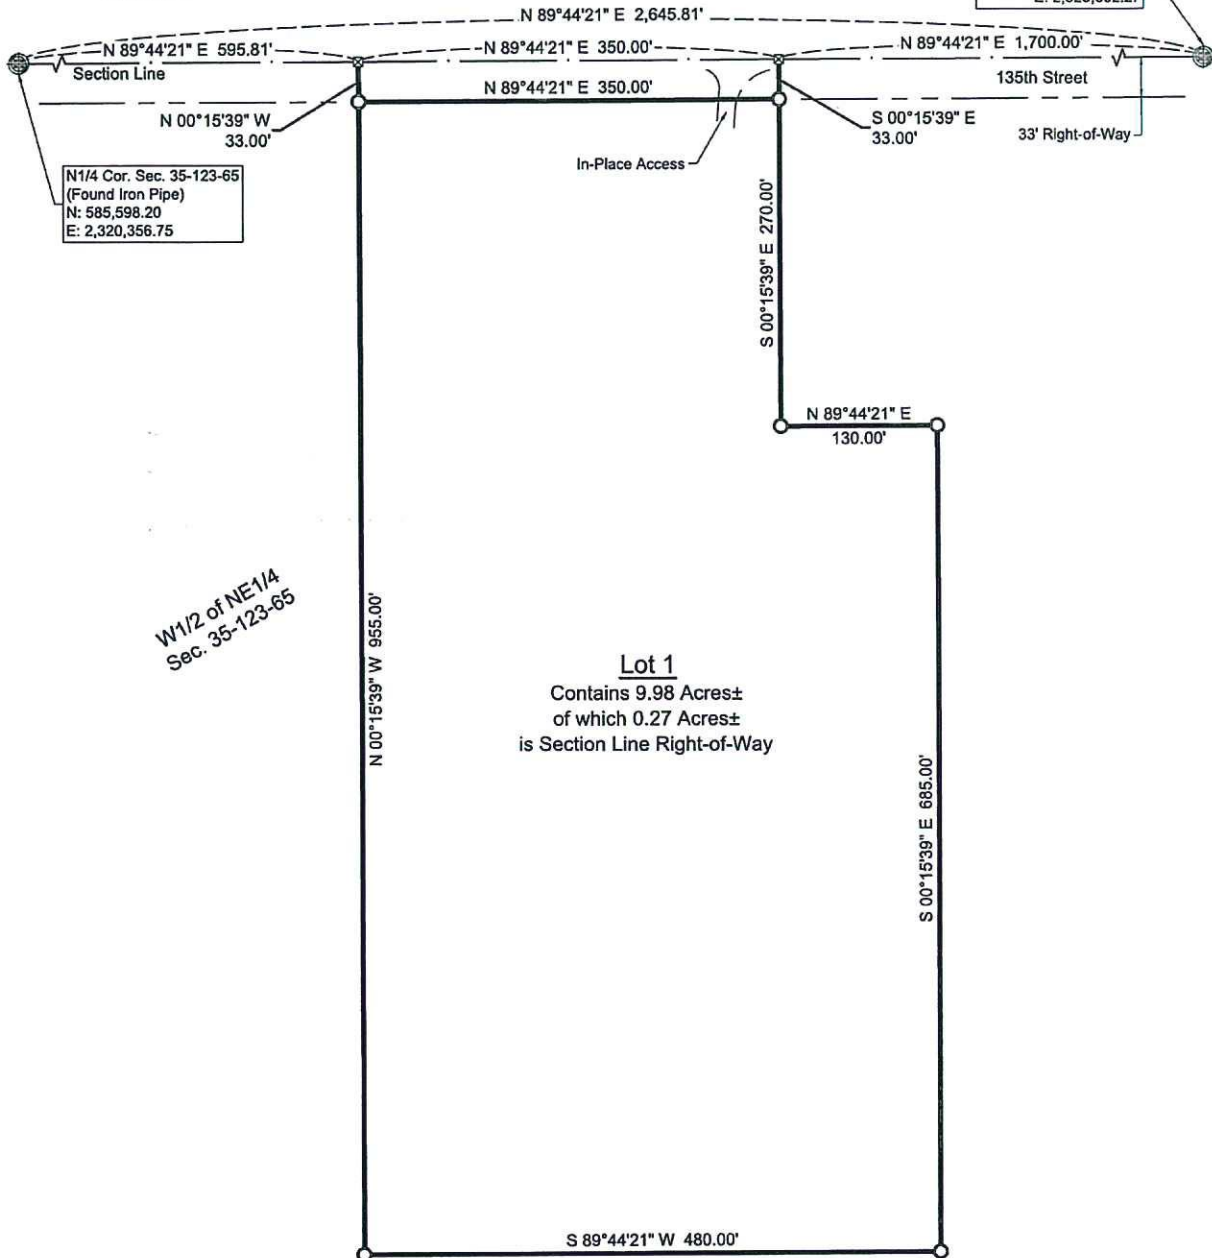 N 89°44'21" E 2,645.81'
N 89°44'21" E 595.81'
N 89°44'21" E 350.00'
N 89°44'21" E 1,700.00'
Section Line
135th Street
N 89°44'21" E 350.00'
N 00°15'39" W
33.00'
S 00°15'39" E
33.00'
33' Right-of-Way
In-Place Access
N1/4 Cor. Sec. 35-123-65
(Found Iron Pipe)
N: 585,598.20
E: 2,320,356.75
S 00°15'39" E 270.00'
N 89°44'21" E
130.00'
W1/2 of NE1/4
Sec. 35-123-65
N 00°15'39" W 955.00'
Lot 1
Contains 9.98 Acres±
of which 0.27 Acres±
is Section Line Right-of-Way
S 00°15'39" E 685.00'
S 89°44'21" W 480.00'